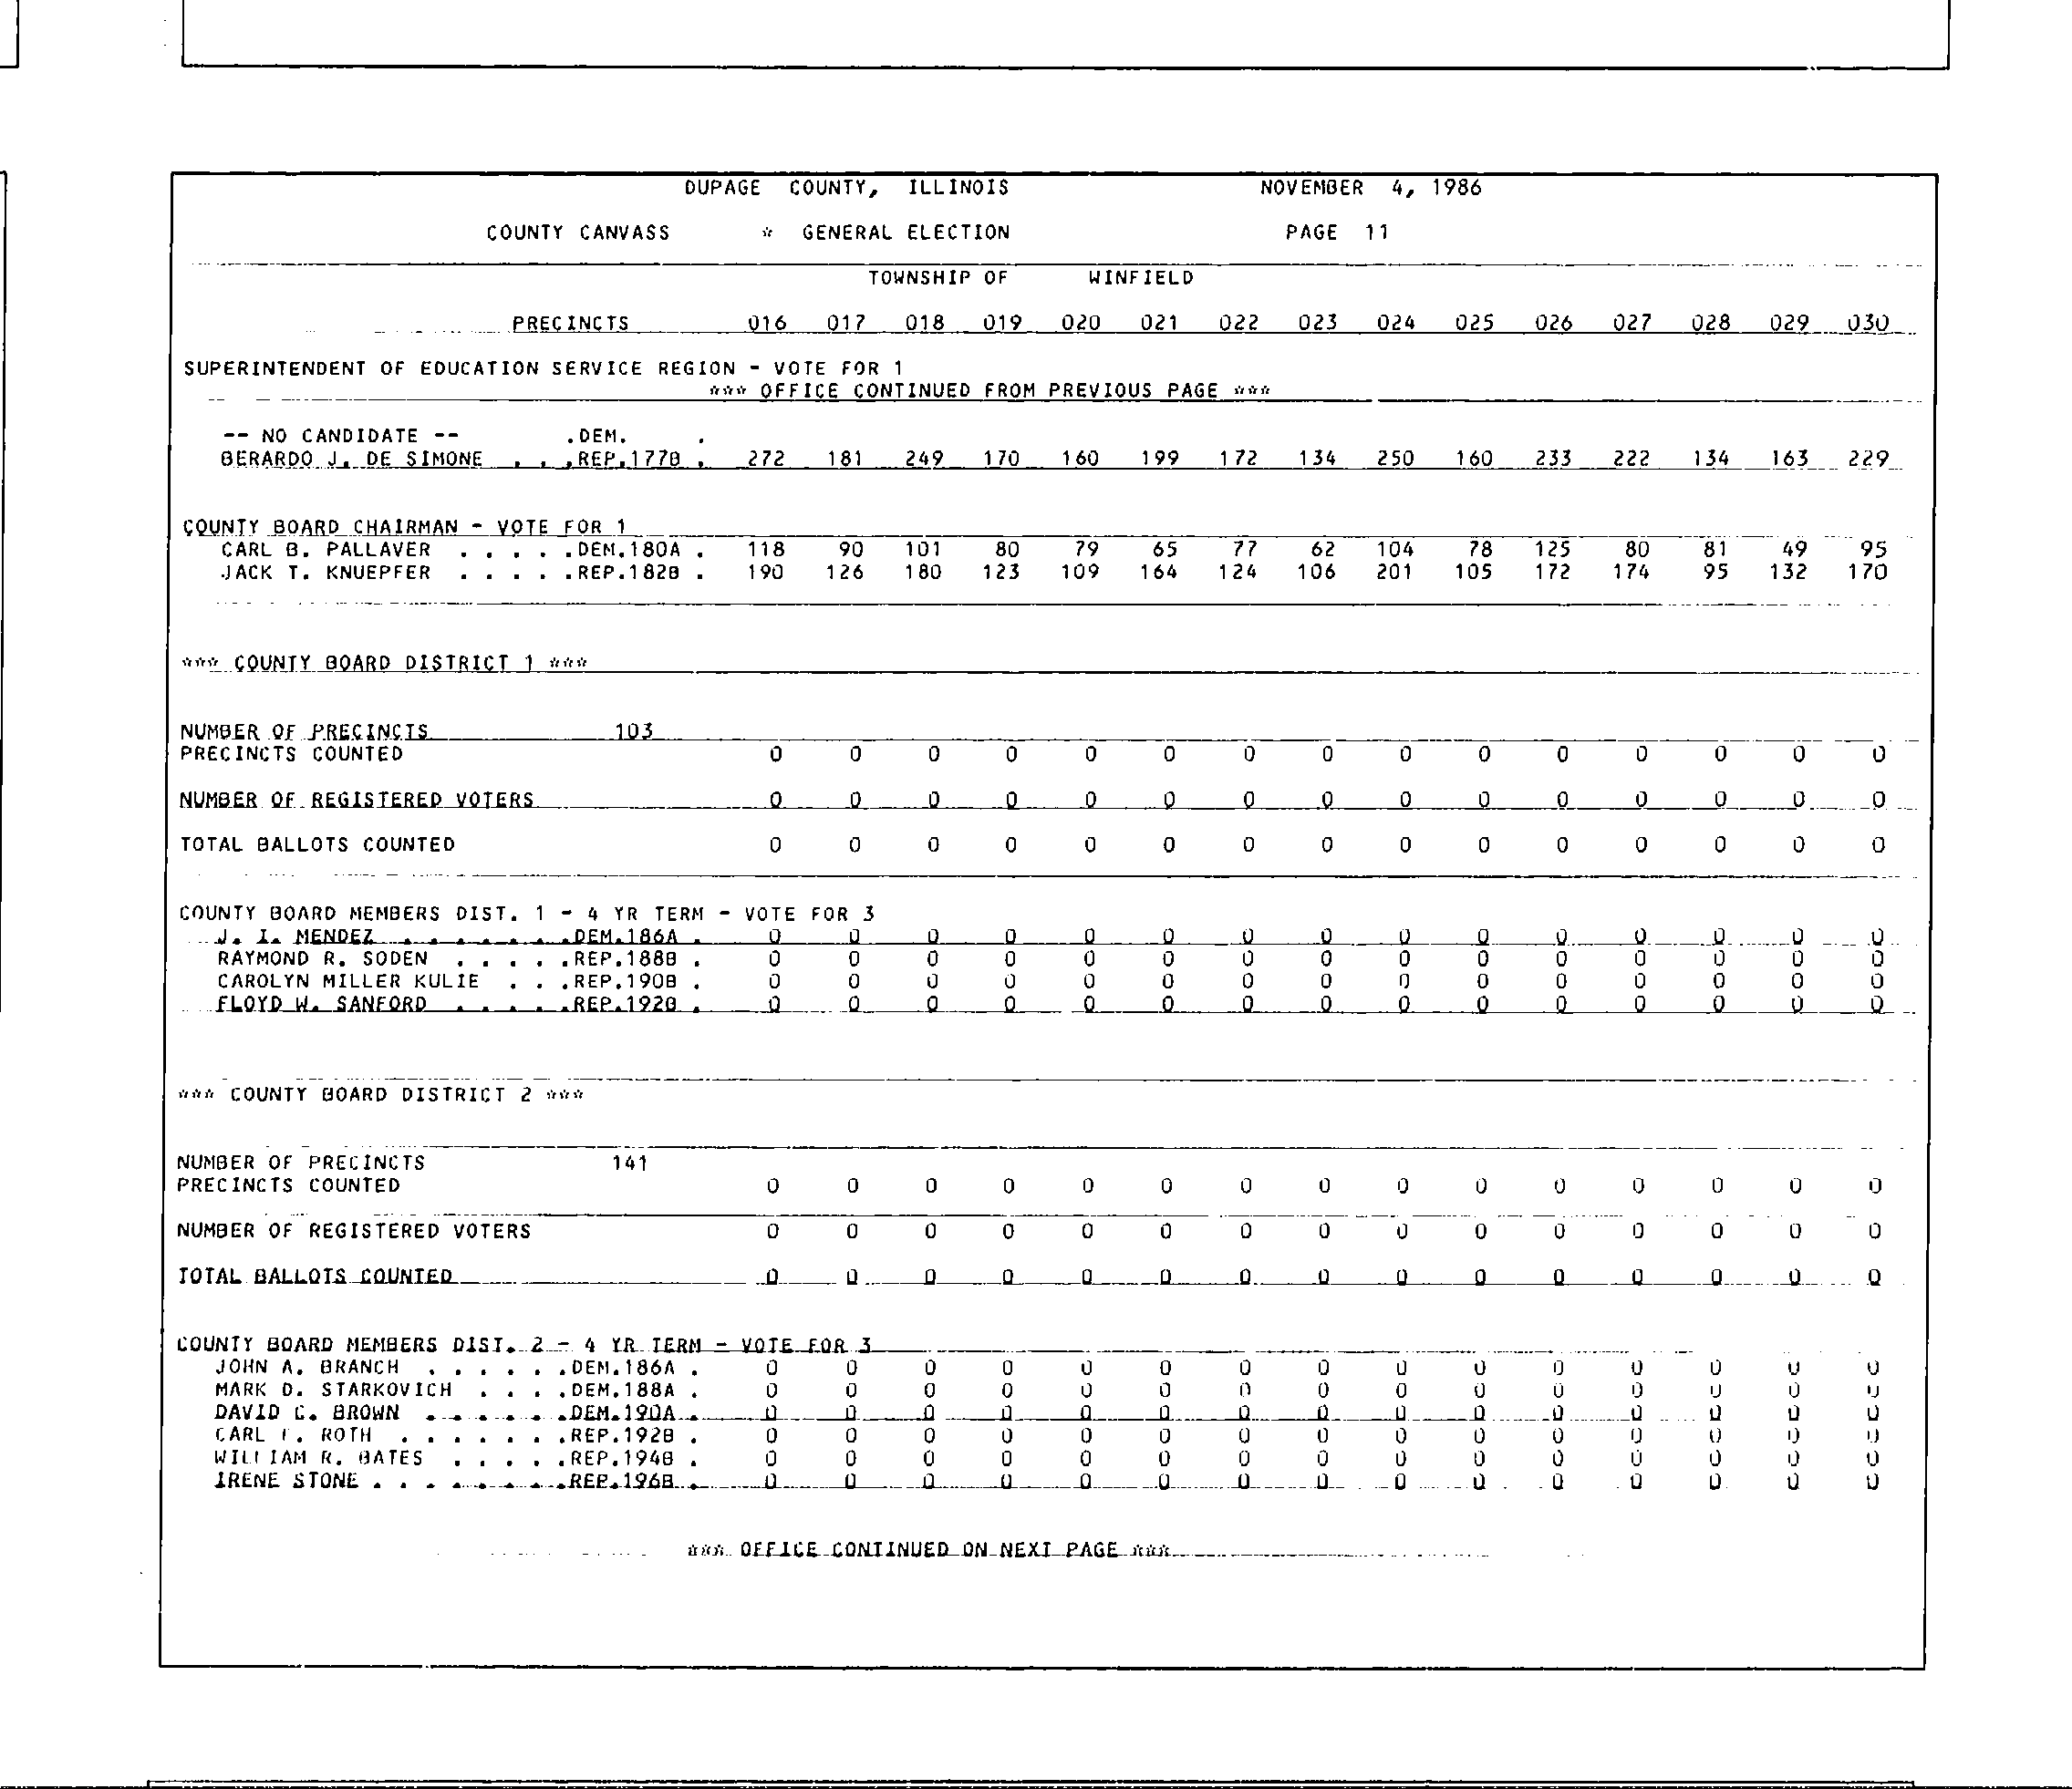 DUPAGE COUNTY, ILLINOIS NOVEMBER 4, 1986
COUNTY CANVASS * GENERAL ELECTION PAGE 11
TOWNSHIP OF WINFIELD
PRECINCTS 016 017 018 019 020 021 022 023 024 025 026 027 028 029 030
SUPERINTENDENT OF EDUCATION SERVICE REGION - VOTE FOR 1
*** OFFICE CONTINUED FROM PREVIOUS PAGE ***
-- NO CANDIDATE -- .DEM. .
BERARDO J. DE SIMONE . . .REP.177B . 272 181 249 170 160 199 172 134 250 160 233 222 134 163 229
COUNTY BOARD CHAIRMAN - VOTE FOR 1
CARL B. PALLAVER . . . . .DEM.180A . 118 90 101 80 79 65 77 62 104 78 125 80 81 49 95
JACK T. KNUEPFER . . . . .REP.182B . 190 126 180 123 109 164 124 106 201 105 172 174 95 132 170
*** COUNTY BOARD DISTRICT 1 ***
NUMBER OF PRECINCTS 103
PRECINCTS COUNTED 0 0 0 0 0 0 0 0 0 0 0 0 0 0 0
NUMBER OF REGISTERED VOTERS 0 0 0 0 0 0 0 0 0 0 0 0 0 0 0
TOTAL BALLOTS COUNTED 0 0 0 0 0 0 0 0 0 0 0 0 0 0 0
COUNTY BOARD MEMBERS DIST. 1 - 4 YR TERM - VOTE FOR 3
J. I. MENDEZ . . . . . . .DEM.186A . 0 0 0 0 0 0 0 0 0 0 0 0 0 0 0
RAYMOND R. SODEN . . . . .REP.188B . 0 0 0 0 0 0 0 0 0 0 0 0 0 0 0
CAROLYN MILLER KULIE . . .REP.190B . 0 0 0 0 0 0 0 0 0 0 0 0 0 0 0
FLOYD W. SANFORD . . . . .REP.192B . 0 0 0 0 0 0 0 0 0 0 0 0 0 0 0
*** COUNTY BOARD DISTRICT 2 ***
NUMBER OF PRECINCTS 141
PRECINCTS COUNTED 0 0 0 0 0 0 0 0 0 0 0 0 0 0 0
NUMBER OF REGISTERED VOTERS 0 0 0 0 0 0 0 0 0 0 0 0 0 0 0
TOTAL BALLOTS COUNTED 0 0 0 0 0 0 0 0 0 0 0 0 0 0 0
COUNTY BOARD MEMBERS DIST. 2 - 4 YR TERM - VOTE FOR 3
JOHN A. BRANCH . . . . . .DEM.186A . 0 0 0 0 0 0 0 0 0 0 0 0 0 0 0
MARK D. STARKOVICH . . . .DEM.188A . 0 0 0 0 0 0 0 0 0 0 0 0 0 0 0
DAVID C. BROWN . . . . . .DEM.190A . 0 0 0 0 0 0 0 0 0 0 0 0 0 0 0
CARL ROTH . . . . . . .REP.192B . 0 0 0 0 0 0 0 0 0 0 0 0 0 0 0
WILLIAM R. BATES . . . . .REP.194B . 0 0 0 0 0 0 0 0 0 0 0 0 0 0 0
IRENE STONE . . . . . . . .REP.196B . 0 0 0 0 0 0 0 0 0 0 0 0 0 0 0
*** OFFICE CONTINUED ON NEXT PAGE ***